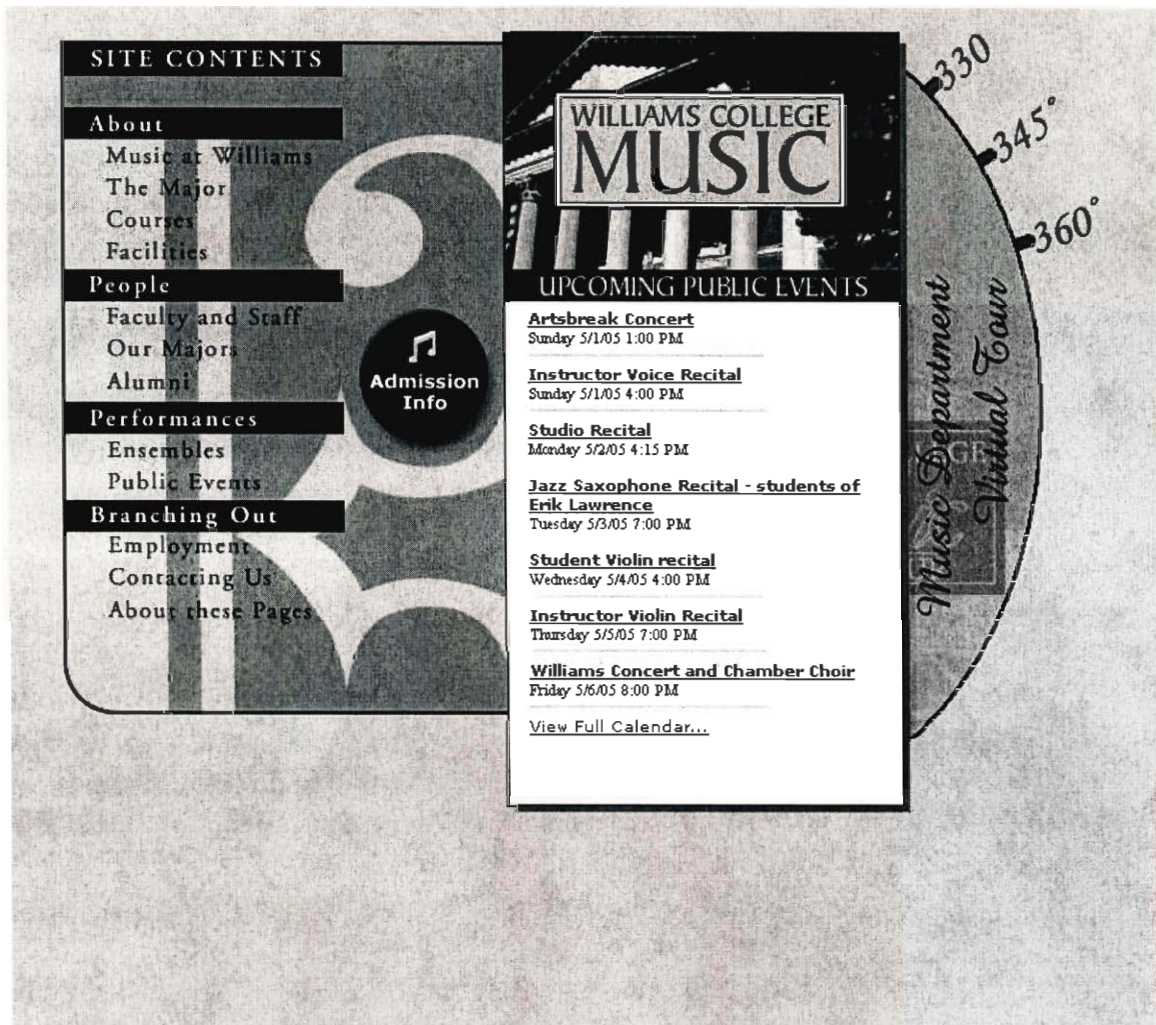 SITE CONTENTS
About
Music at Williams
The Major
Courses
Facilities
People
Faculty and Staff
Our Majors
Alumni
Performances
Ensembles
Public Events
Branching Out
Employment
Contacting Us
About these Pages
Admission
Info
WILLIAMS COLLEGE
MUSIC
UPCOMING PUBLIC EVENTS
Artsbreak Concert
Sunday 5/1/05 1:00 PM
Instructor Voice Recital
Sunday 5/1/05 4:00 PM
Studio Recital
Monday 5/2/05 4:15 PM
Jazz Saxophone Recital - students of
Erik Lawrence
Tuesday 5/3/05 7:00 PM
Student Violin recital
Wednesday 5/4/05 4:00 PM
Instructor Violin Recital
Thursday 5/5/05 7:00 PM
Williams Concert and Chamber Choir
Friday 5/6/05 8:00 PM
View Full Calendar...
330
345°
360°
Music Department
Virtual Tour